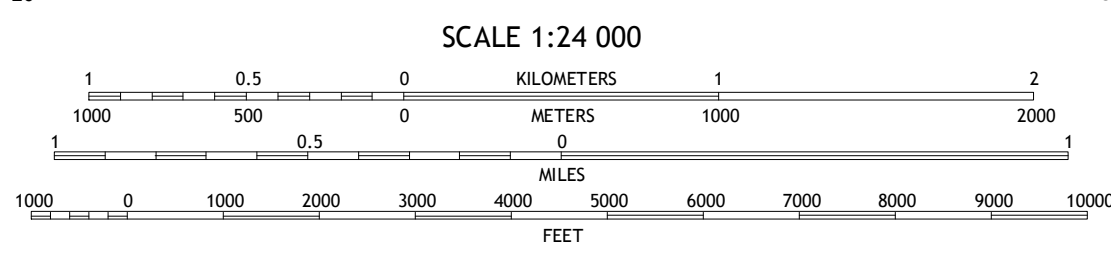 SCALE 1:24 000
1 0.5 0 KILOMETERS 1 2
1000 500 0 METERS 1000 2000
1 0.5 0 1
MILES
1000 0 1000 2000 3000 4000 5000 6000 7000 8000 9000 10000
FEET